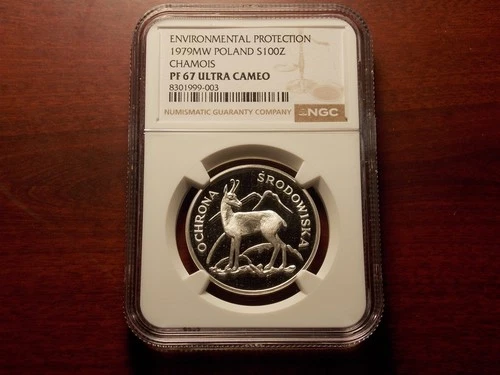 ENVIRONMENTAL PROTECTION
1979MW POLAND S100Z
CHAMOIS
PF 67 ULTRA CAMEO
8301999-003
NUMISMATIC GUARANTY COMPANY NGC
OCHRONA ŚRODOWISKA